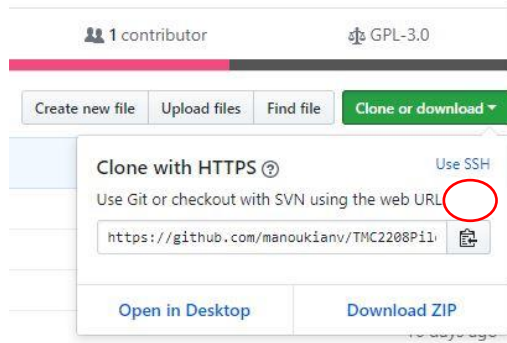 1 contributor GPL-3.0
Create new file Upload files Find file Clone or download
Clone with HTTPS Use SSH
Use Git or checkout with SVN using the web URL
https://github.com/manoukianv/TMC2208Pil
Open in Desktop Download ZIP
days ago